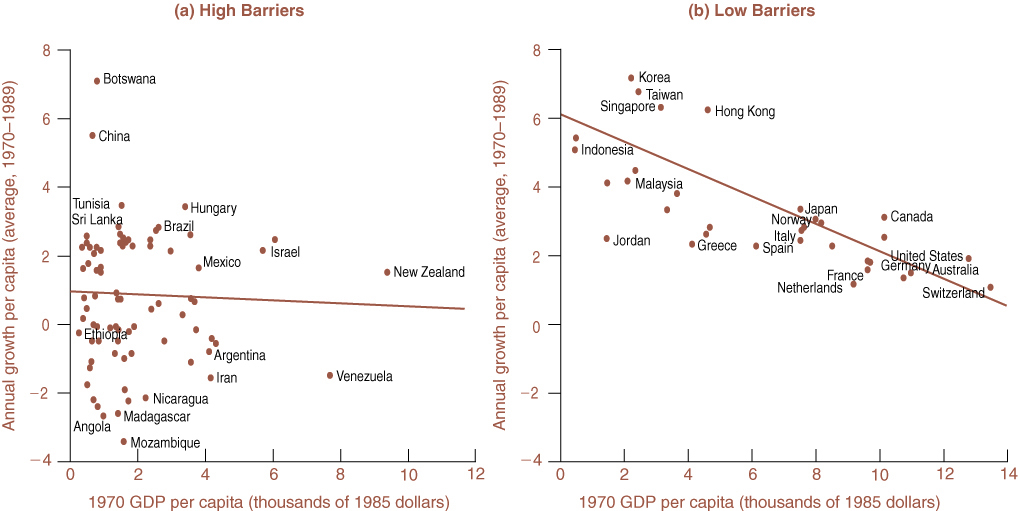 (a) High Barriers
Annual growth per capita (average, 1970–1989)
8
6
4
2
0
−2
−4
Botswana
China
Tunisia
Hungary
Sri Lanka
Brazil
Israel
Mexico
New Zealand
Ethiopia
Argentina
Iran
Venezuela
Nicaragua
Madagascar
Angola
Mozambique
0 2 4 6 8 10 12
1970 GDP per capita (thousands of 1985 dollars)
(b) Low Barriers
Annual growth per capita (average, 1970–1989)
8
6
4
2
0
−2
−4
Korea
Taiwan
Singapore
Hong Kong
Indonesia
Malaysia
Japan
Canada
Norway
Jordan
Italy
Greece
Spain
United States
Germany
Australia
France
Netherlands
Switzerland
0 2 4 6 8 10 12 14
1970 GDP per capita (thousands of 1985 dollars)